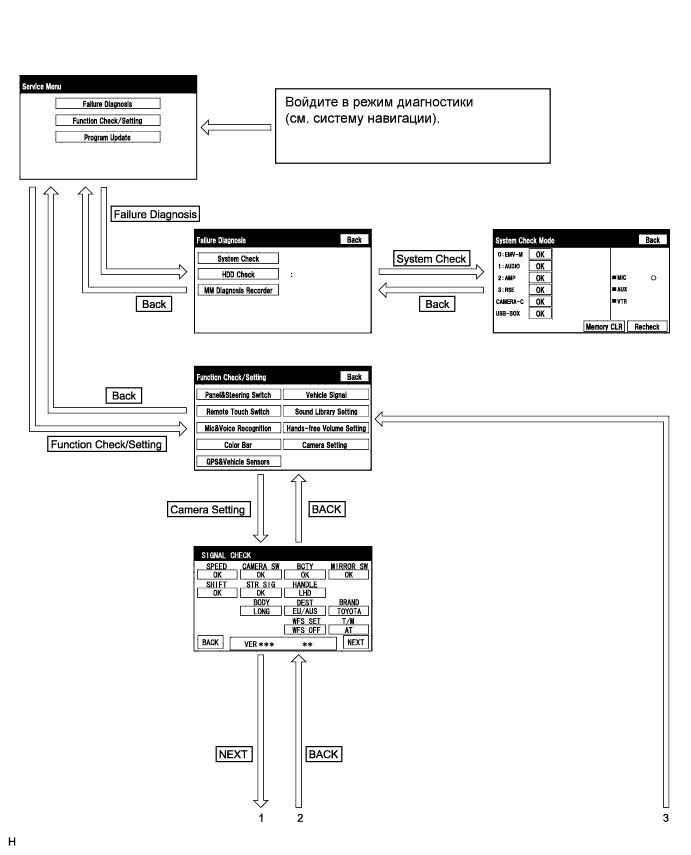 Service Menu
Failure Diagnosis
Function Check/Setting
Program Update
Войдите в режим диагностики
(см. систему навигации).
Failure Diagnosis
Back
Failure Diagnosis Back
System Check
HDD Check :
MM Diagnosis Recorder
System Check
Back
System Check Mode Back
0:EMV-M OK
1:AUDIO OK
2:AMP OK ■MIC ○
3:RSE OK ■AUX
CAMERA-C OK ■VTR
USB-BOX OK
Memory CLR Recheck
Back
Function Check/Setting
Function Check/Setting Back
Panel&Steering Switch Vehicle Signal
Remote Touch Switch Sound Library Setting
Mic&Voice Recognition Hands-free Volume Setting
Color Bar Camera Setting
GPS&Vehicle Sensors
Camera Setting
BACK
SIGNAL CHECK
SPEED CAMERA SW BCTY MIRROR SW
OK OK OK OK
SHIFT STR SIG HANDLE
OK OK LHD
BODY DEST BRAND
LONG EU/AUS TOYOTA
WFS SET T/M
WFS OFF AT
BACK VER *** ** NEXT
NEXT
BACK
1 2 3
H